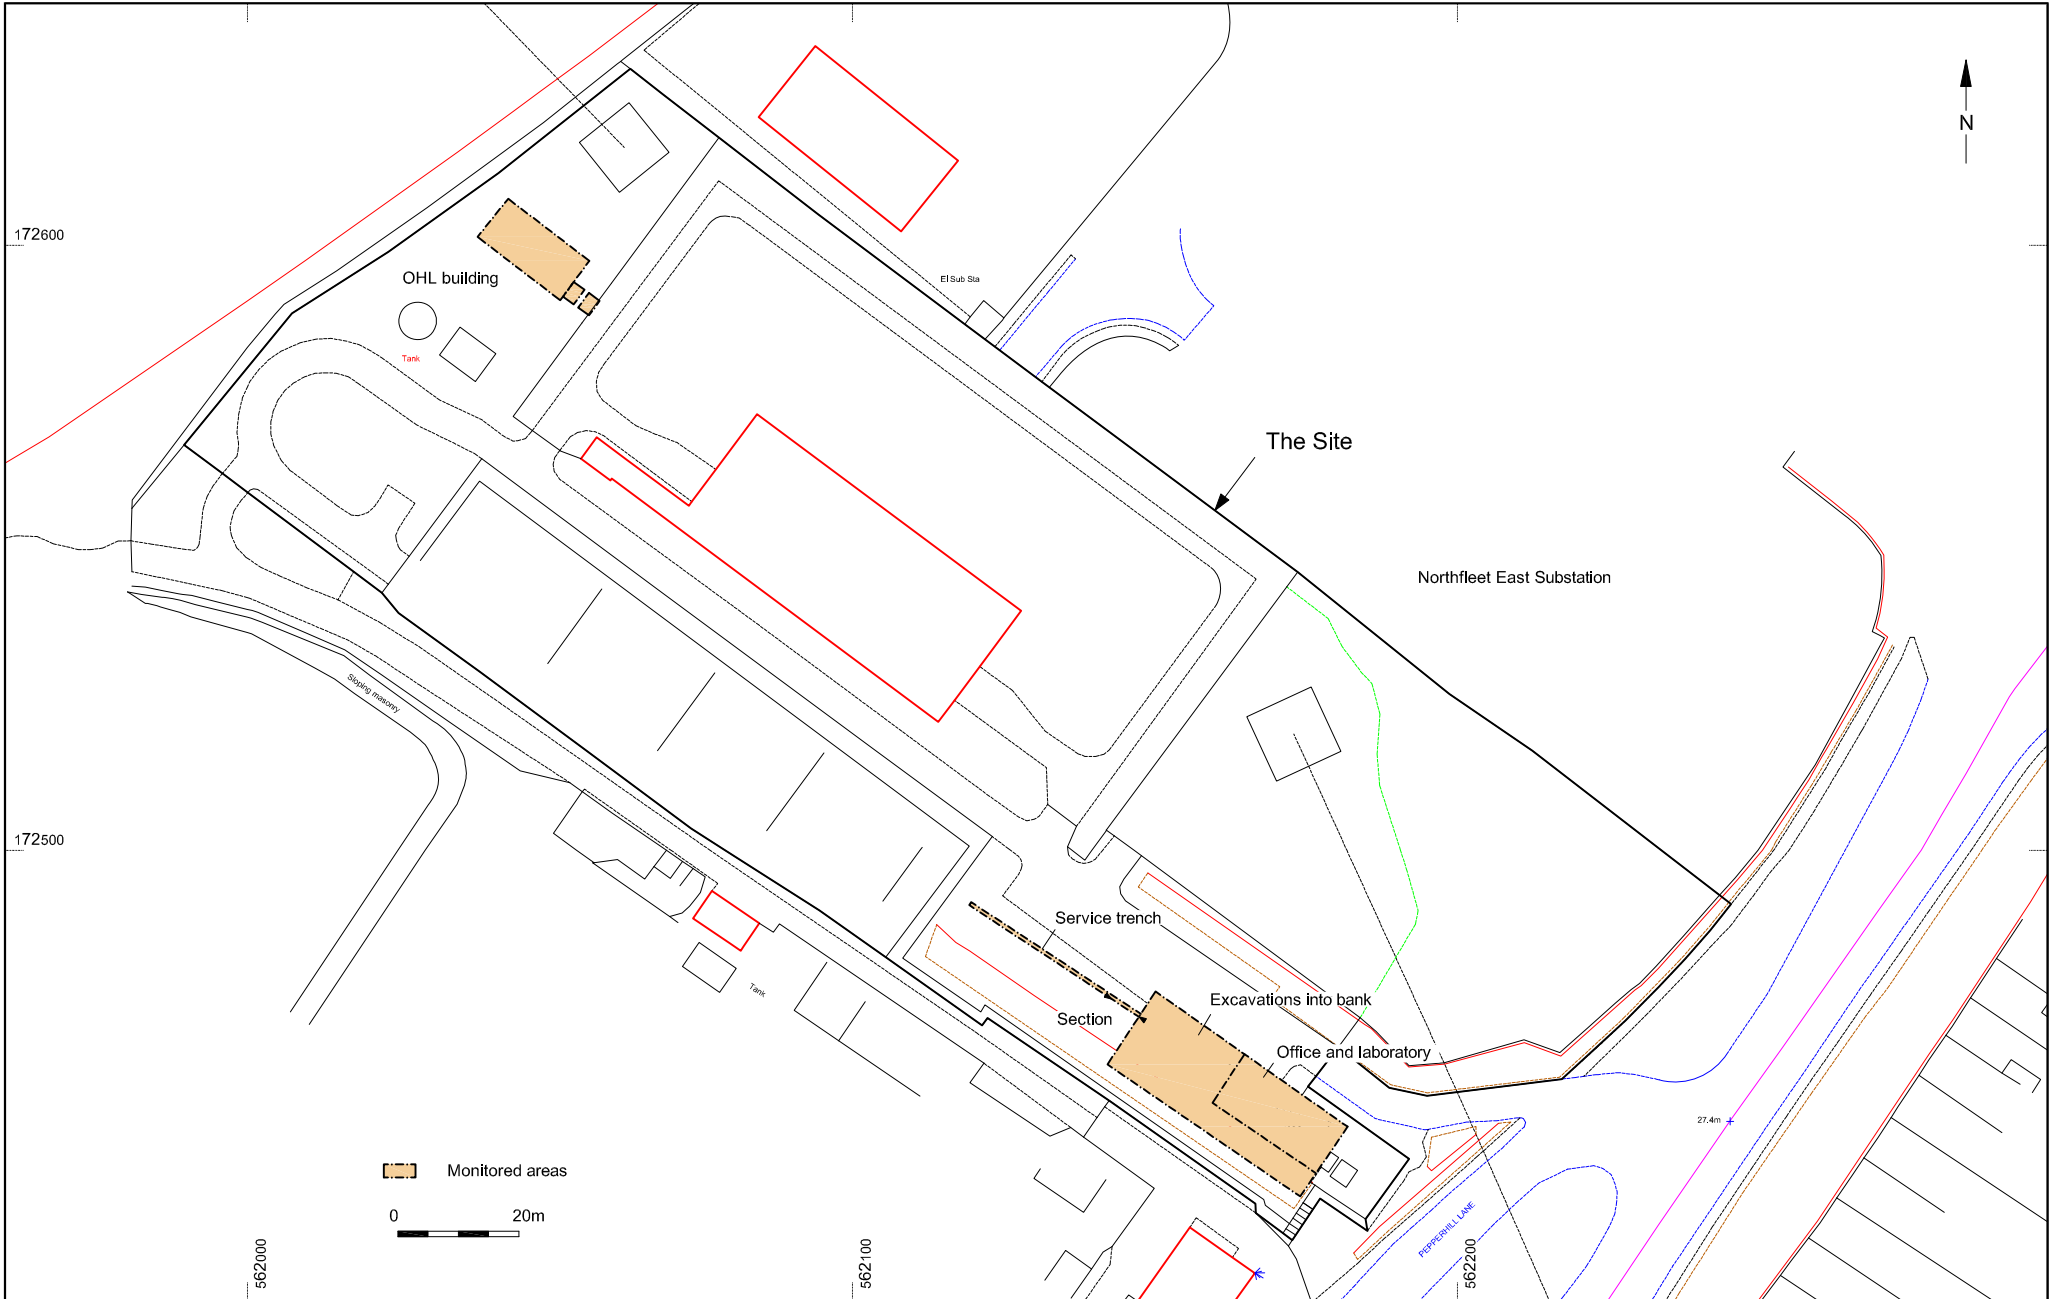 N
172600
OHL building
El Sub Sta
Tank
The Site
Northfleet East Substation
Sloping masonry
172500
Service trench
Tank
Excavations into bank
Section
Office and laboratory
27.4m
Monitored areas
PEPPERHILL LANE
0 20m
562000
562100
562200